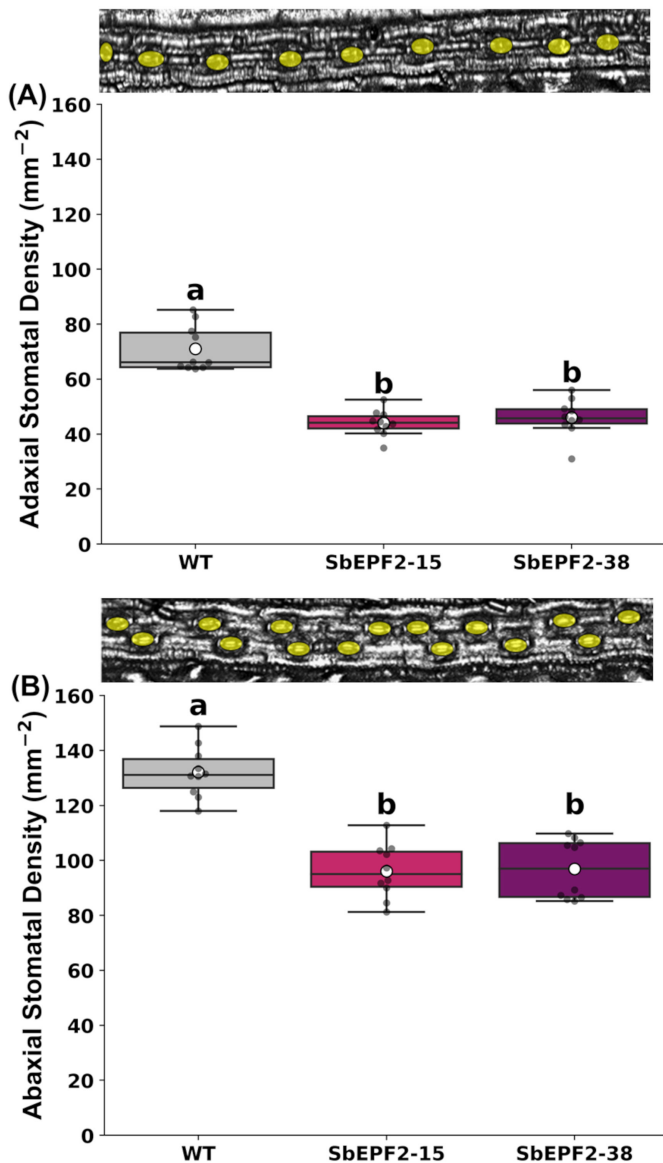 (A)
Adaxial Stomatal Density (mm⁻²)
160
140
120
100
80
60
40
20
0
a
b
b
WT
SbEPF2-15
SbEPF2-38
(B)
Abaxial Stomatal Density (mm⁻²)
160
140
120
100
80
60
40
20
0
a
b
b
WT
SbEPF2-15
SbEPF2-38